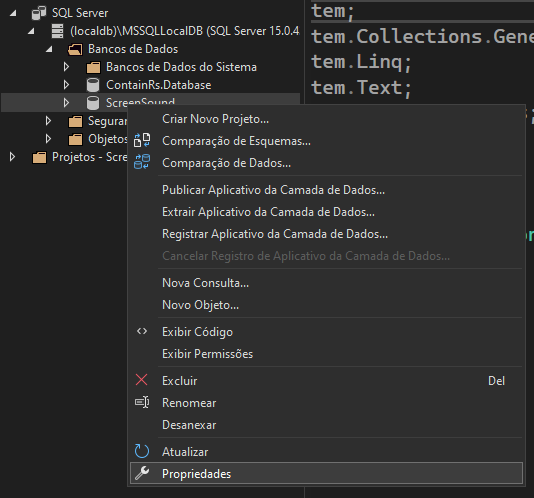 SQL Server
(localdb)\MSSQLLocalDB (SQL Server 15.0.4
Bancos de Dados
Bancos de Dados do Sistema
ContainRs.Database
ScreenSound
Segurar
Objetos
Projetos - Scre
tem;
tem.Collections.Gene
tem.Linq;
tem.Text;
Criar Novo Projeto...
Comparação de Esquemas...
Comparação de Dados...
Publicar Aplicativo da Camada de Dados...
Extrair Aplicativo da Camada de Dados...
Registrar Aplicativo da Camada de Dados...
Cancelar Registro de Aplicativo da Camada de Dados...
Nova Consulta...
Novo Objeto...
Exibir Código
Exibir Permissões
Excluir Del
Renomear
Desanexar
Atualizar
Propriedades